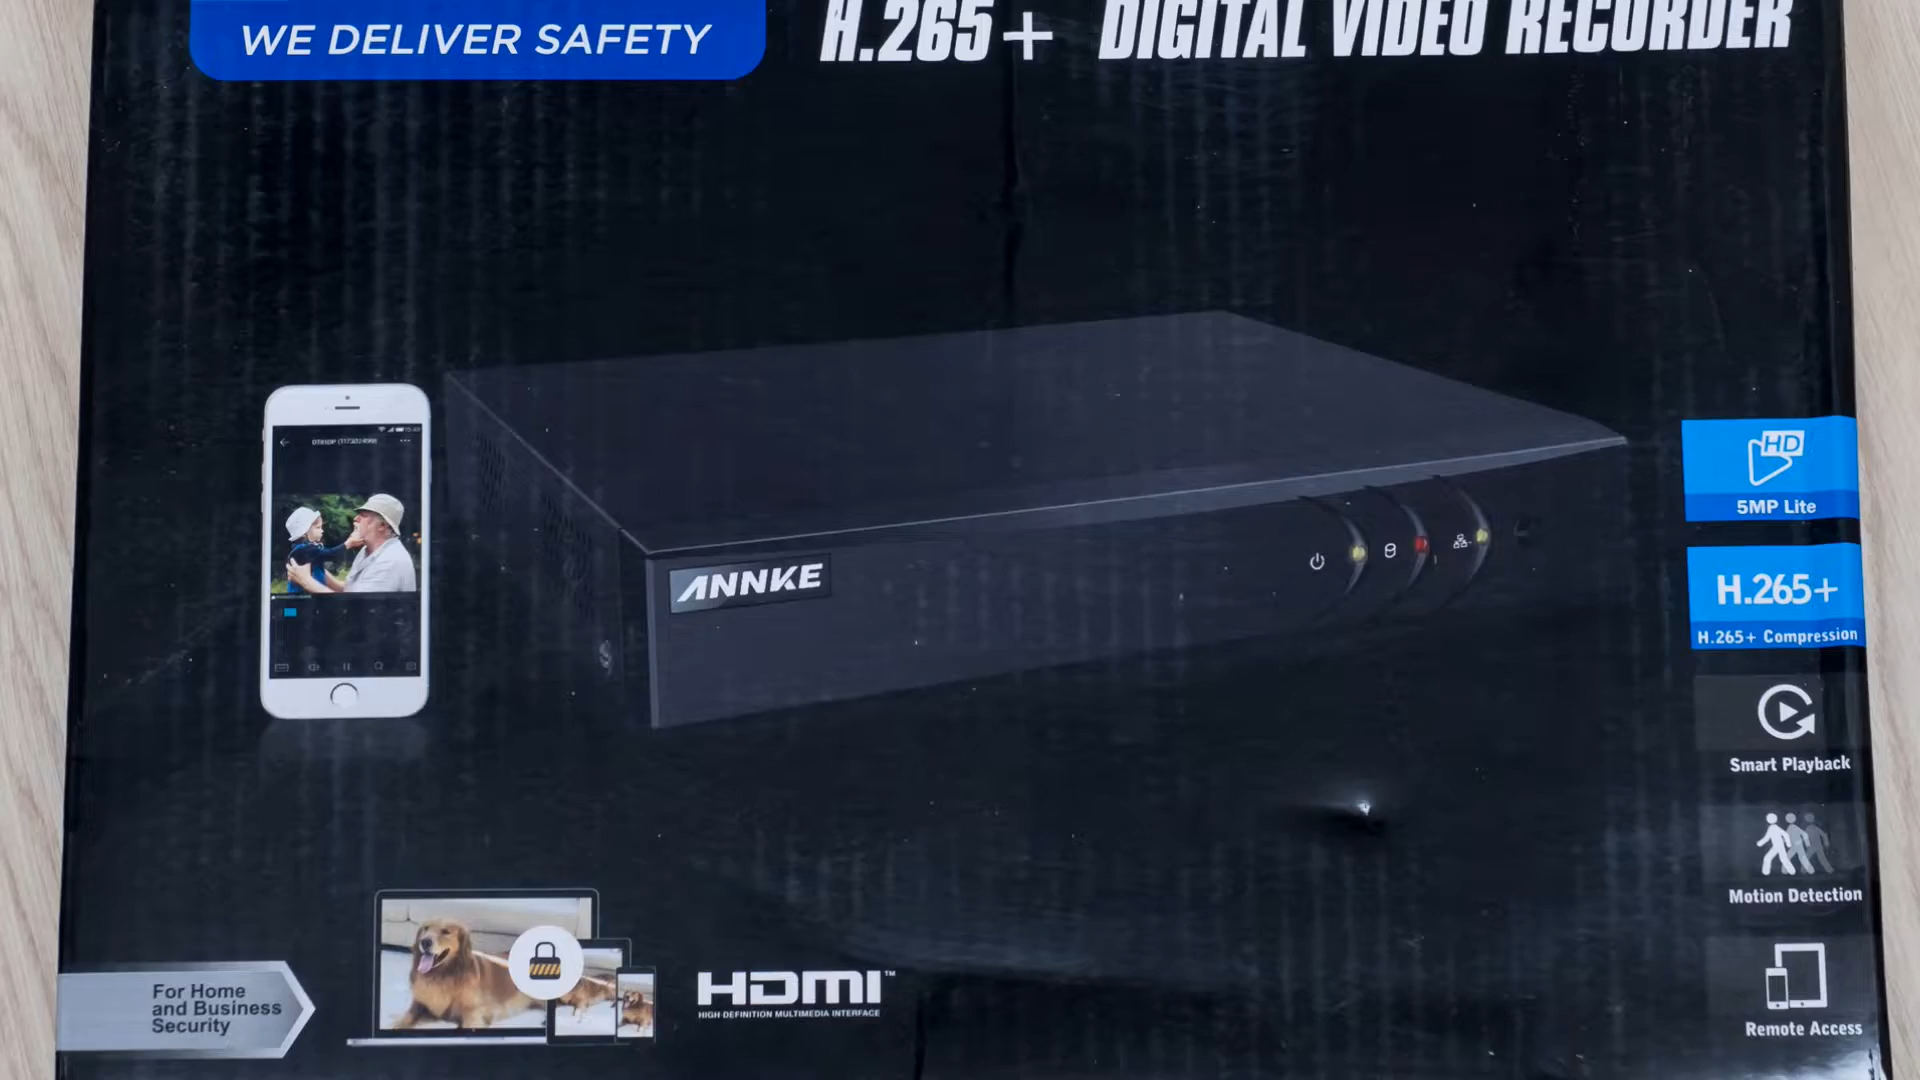 WE DELIVER SAFETY
H.265+ DIGITAL VIDEO RECORDER
HD
5MP Lite
ANNKE
H.265+
H.265+ Compression
Smart Playback
Motion Detection
For Home
and Business
Security
HDMI™
HIGH-DEFINITION MULTIMEDIA INTERFACE
Remote Access